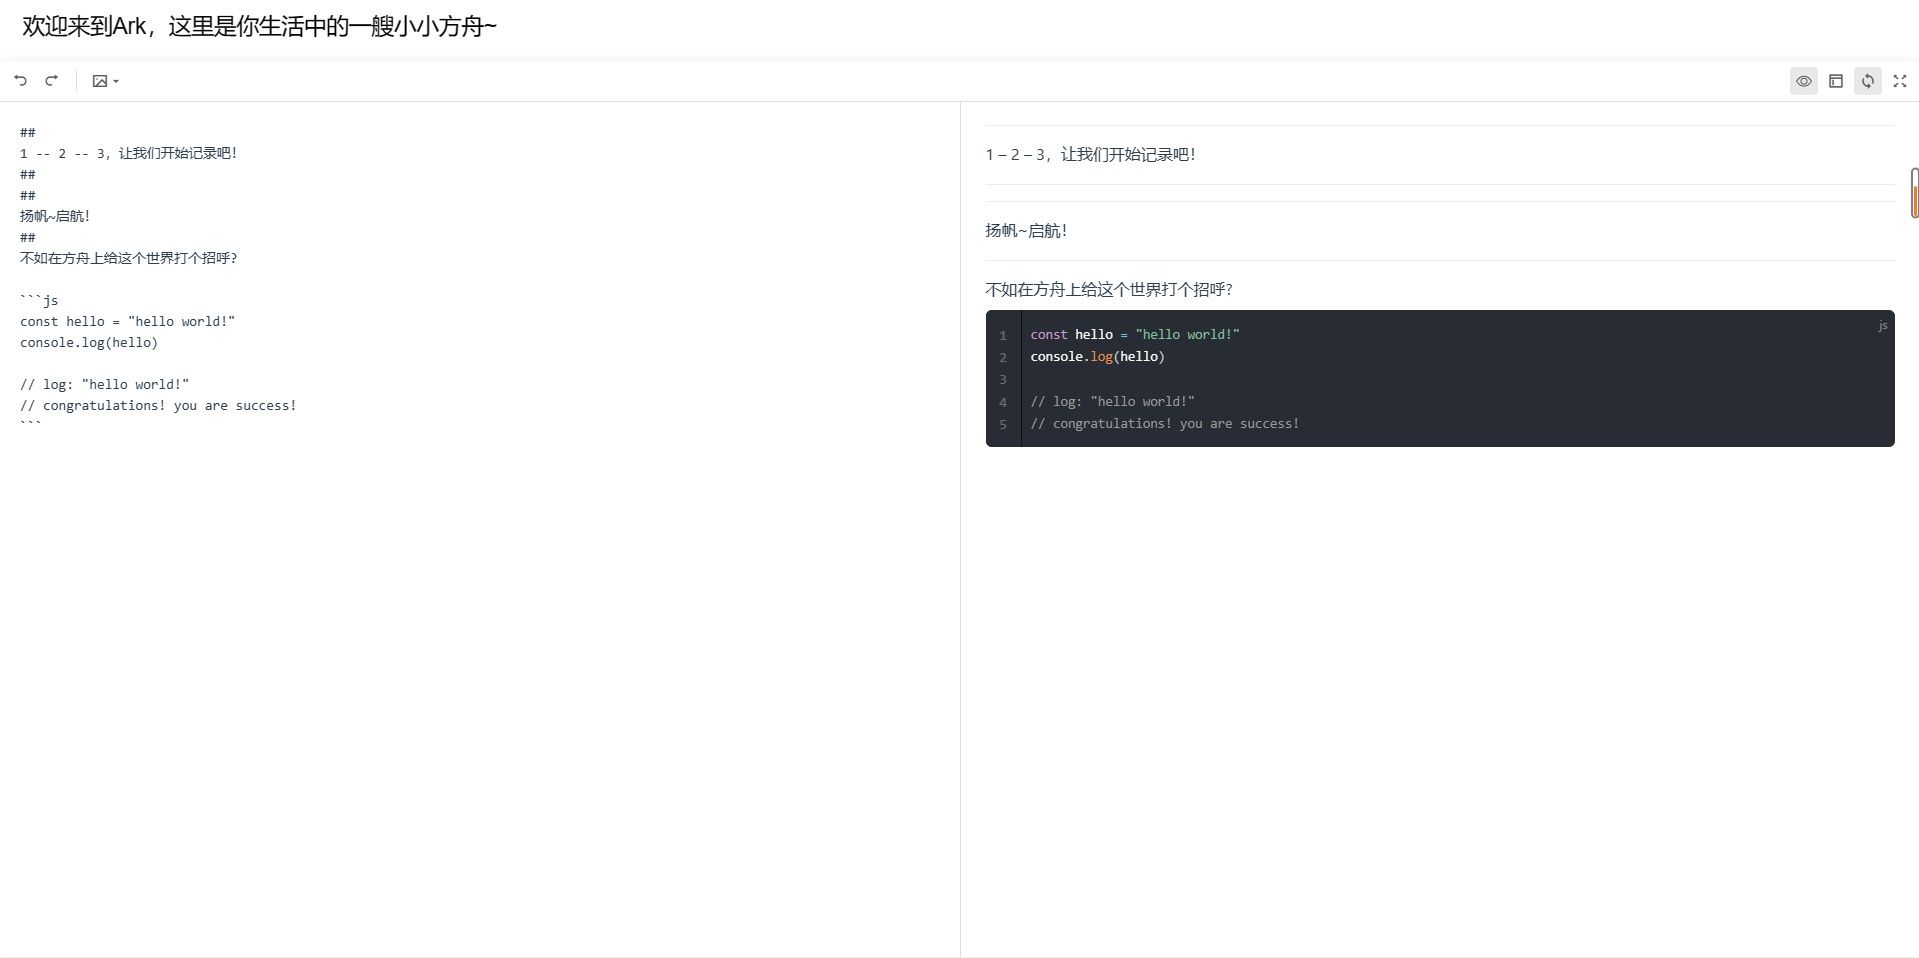 欢迎来到Ark，这里是你生活中的一艘小小方舟~
##
1 -- 2 -- 3，让我们开始记录吧！
##
##
扬帆~启航！
##
不如在方舟上给这个世界打个招呼?
```js
const hello = "hello world!"
console.log(hello)
// log: "hello world!"
// congratulations! you are success!
```
1 – 2 – 3，让我们开始记录吧！
扬帆~启航！
不如在方舟上给这个世界打个招呼?
js
1 const hello = "hello world!"
2 console.log(hello)
3
4 // log: "hello world!"
5 // congratulations! you are success!